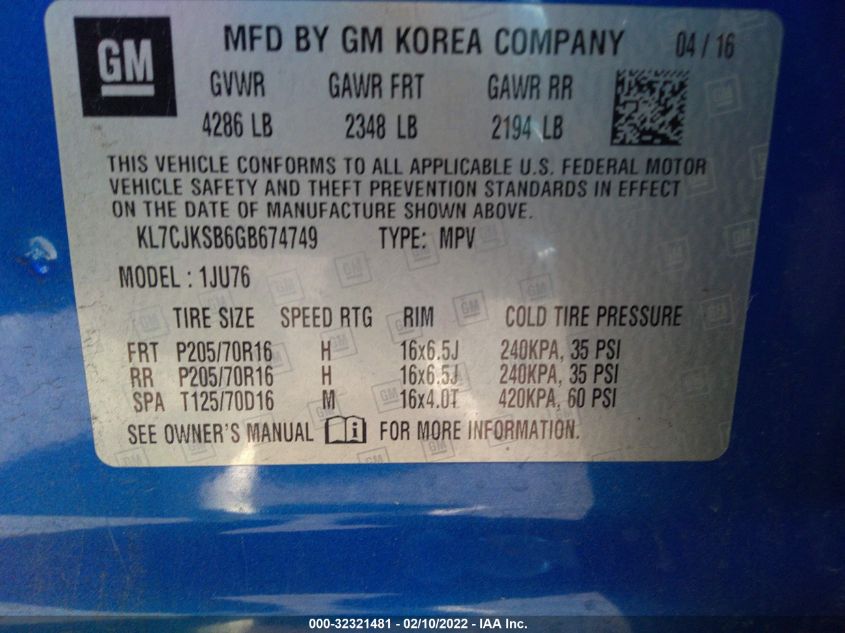 GM MFD BY GM KOREA COMPANY 04 / 16
GVWR GAWR FRT GAWR RR
4286 LB 2348 LB 2194 LB
THIS VEHICLE CONFORMS TO ALL APPLICABLE U.S. FEDERAL MOTOR
VEHICLE SAFETY AND THEFT PREVENTION STANDARDS IN EFFECT
ON THE DATE OF MANUFACTURE SHOWN ABOVE.
KL7CJKSB6GB674749 TYPE: MPV
MODEL : 1JU76
TIRE SIZE SPEED RTG RIM COLD TIRE PRESSURE
FRT P205/70R16 H 16x6.5J 240KPA, 35 PSI
RR P205/70R16 H 16x6.5J 240KPA, 35 PSI
SPA T125/70D16 M 16x4.0T 420KPA, 60 PSI
SEE OWNER'S MANUAL i FOR MORE INFORMATION.
000-32321481 - 02/10/2022 - IAA Inc.